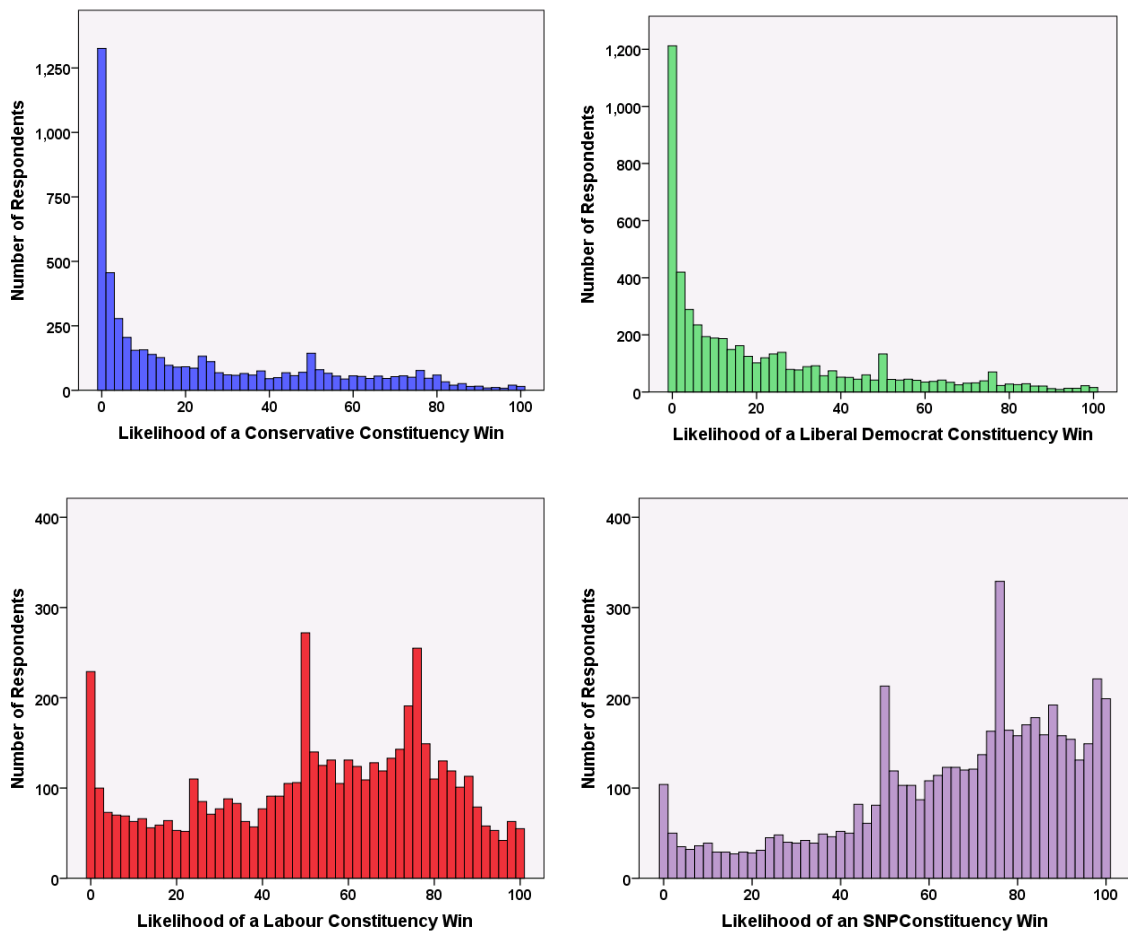 Number of Respondents
1,250
1,000
750
500
250
0
0 20 40 60 80 100
Likelihood of a Conservative Constituency Win
Number of Respondents
1,200
1,000
800
600
400
200
0
0 20 40 60 80 100
Likelihood of a Liberal Democrat Constituency Win
Number of Respondents
400
300
200
100
0
0 20 40 60 80 100
Likelihood of a Labour Constituency Win
Number of Respondents
400
300
200
100
0
0 20 40 60 80 100
Likelihood of an SNPConstituency Win